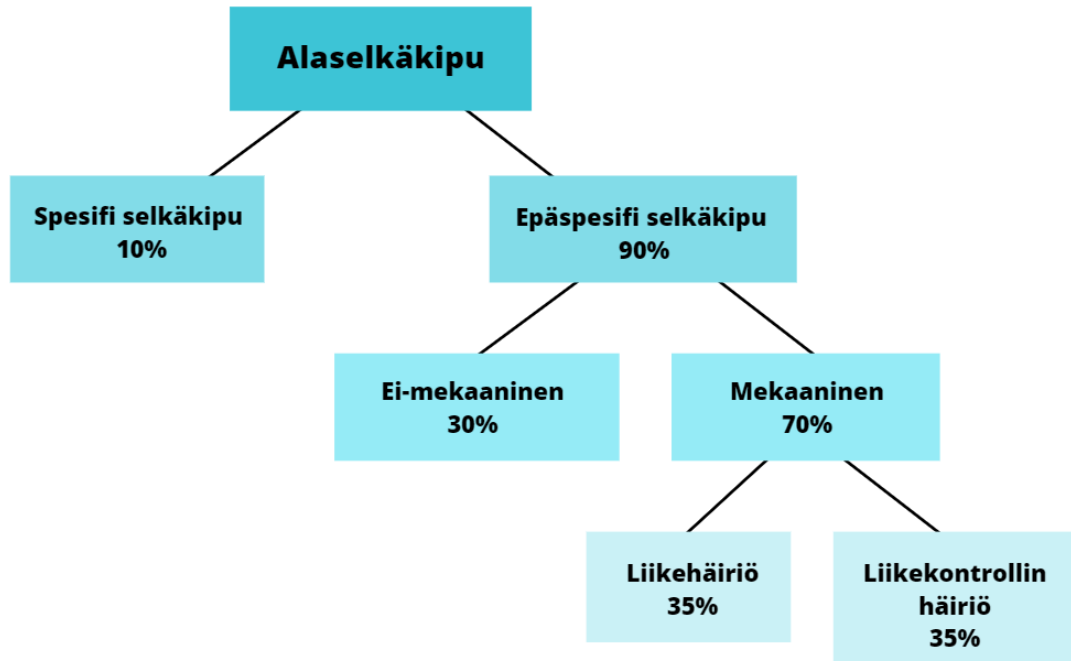 Alaselkäkipu
Spesifi selkäkipu
10%
Epäspesifi selkäkipu
90%
Ei-mekaaninen
30%
Mekaaninen
70%
Liikehäiriö
35%
Liikekontrollin
häiriö
35%